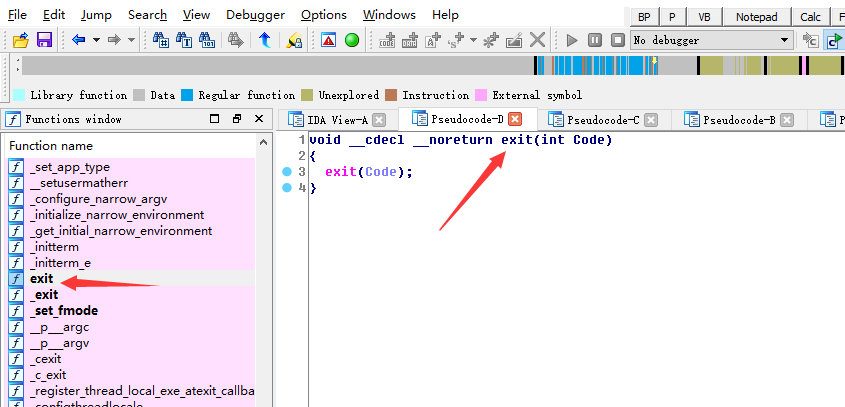 File Edit Jump Search View Debugger Options Windows Help
BP P VB Notepad Calc F
No debugger
Library function Data Regular function Unexplored Instruction External symbol
Functions window
IDA View-A Pseudocode-D Pseudocode-C Pseudocode-B P
Function name
_set_app_type
__setusermatherr
_configure_narrow_argv
_initialize_narrow_environment
_get_initial_narrow_environment
_initterm
_initterm_e
exit
_exit
_set_fmode
__p___argc
__p___argv
_cexit
_c_exit
_register_thread_local_exe_atexit_callba
_configthreadlocale
1 void __cdecl __noreturn exit(int Code)
2 {
3 exit(Code);
4 }